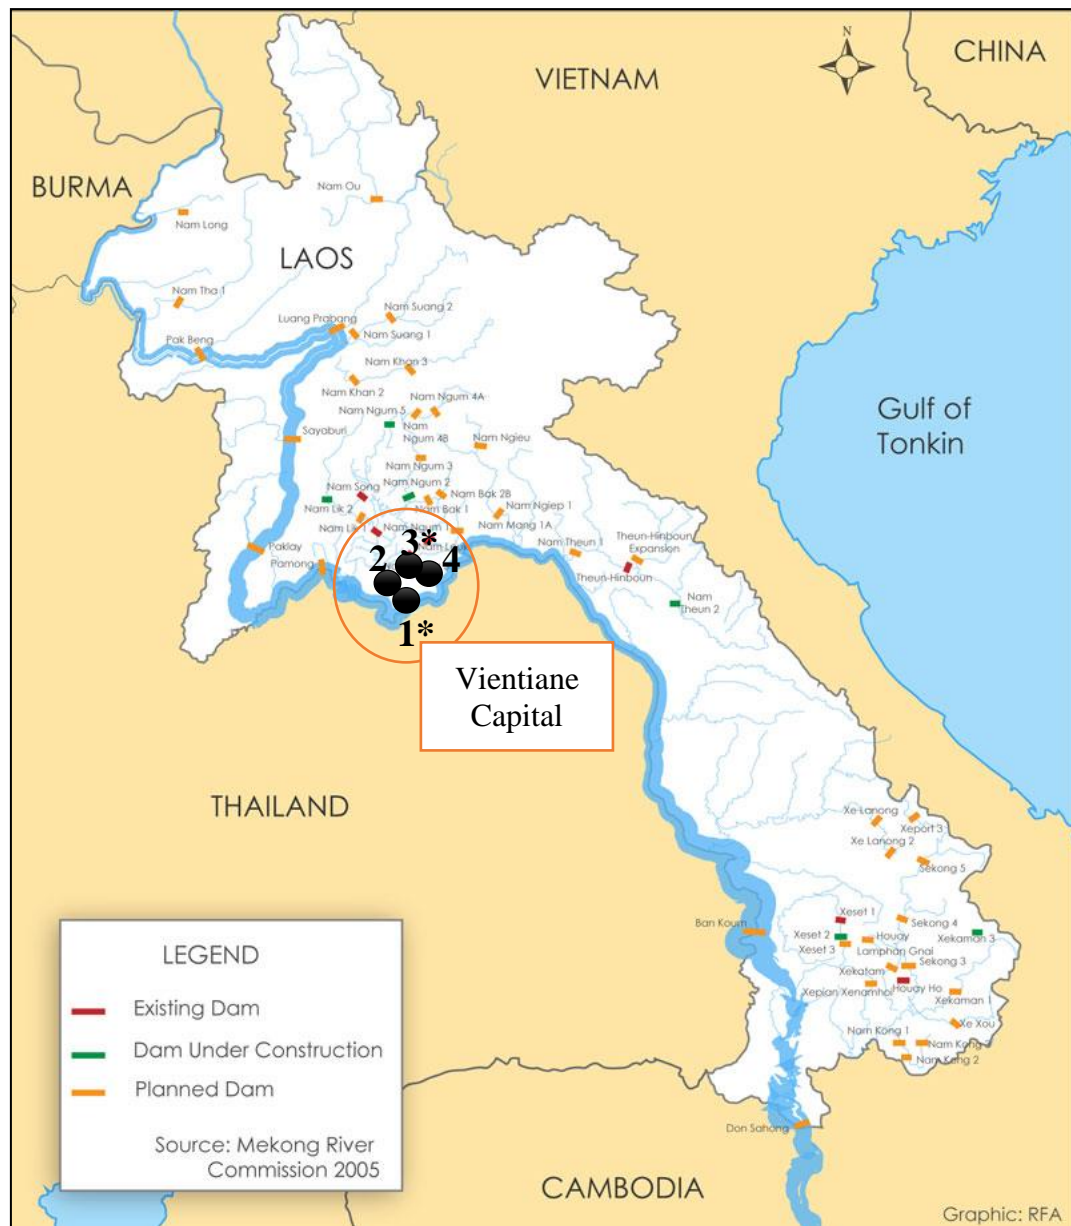 N
CHINA
VIETNAM
BURMA
Nam Ou
Nam Long
LAOS
Nam Tha 1
Nam Suang 2
Luang Prabang
Nam Suang 1
Pak Beng
Nam Khan 3
Nam Khan 2
Nam Ngum 4A
Nam Ngum 5
Nam
Ngum 4B
Gulf of
Tonkin
Sayaburi
Nam Ngieu
Nam Ngum 3
Nam Ngum 2
Nam Song
Nam Bak 2B
Nam Lik 2
Nam Bak 1
Nam Ngiep 1
Nam Lik 1
Nam Ngum 1
Nam Mang 1A
Nam Theun 1
Theun-Hinboun
Expansion
Paklay
Pamong
2
3*
4
Theun-Hinboun
Nam
Theun 2
1*
Vientiane
Capital
THAILAND
Xe Lanong
Xeport 3
Xe Lanong 2
Sekong 5
Xeset 1
Ban Koum
Sekong 4
Xeset 2
Houay
Lamphan Gnai
Xekaman 3
Xeset 3
Sekong 3
Xekatam
Houay Ho
Xepian Xenamnoi
Xekaman 1
Xe Xou
Nam Kong 1
Nam Kong 3
Nam Kong 2
Don Sahong
LEGEND
Existing Dam
Dam Under Construction
Planned Dam
Source: Mekong River
Commission 2005
CAMBODIA
Graphic: RFA